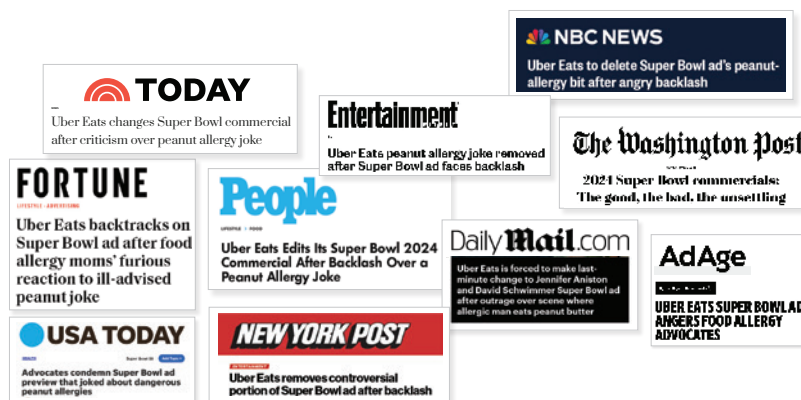 NBC NEWS
Uber Eats to delete Super Bowl ad's peanut-
allergy bit after angry backlash
TODAY
Uber Eats changes Super Bowl commercial
after criticism over peanut allergy joke
Entertainment
Uber Eats peanut allergy joke removed
after Super Bowl ad faces backlash
The Washington Post
2024 Super Bowl commercials:
The good, the bad, the unsettling
FORTUNE
LIFESTYLE · ADVERTISING
Uber Eats backtracks on
Super Bowl ad after food
allergy moms' furious
reaction to ill-advised
peanut joke
People
LIFESTYLE > FOOD
Uber Eats Edits Its Super Bowl 2024
Commercial After Backlash Over a
Peanut Allergy Joke
DailyMail.com
Uber Eats is forced to make last-
minute change to Jennifer Aniston
and David Schwimmer Super Bowl ad
after outrage over scene where
allergic man eats peanut butter
AdAge
UBER EATS SUPER BOWL AD
ANGERS FOOD ALLERGY
ADVOCATES
USA TODAY
Super Bowl 58
Advocates condemn Super Bowl ad
preview that joked about dangerous
peanut allergies
NEW YORK POST
ENTERTAINMENT
Uber Eats removes controversial
portion of Super Bowl ad after backlash